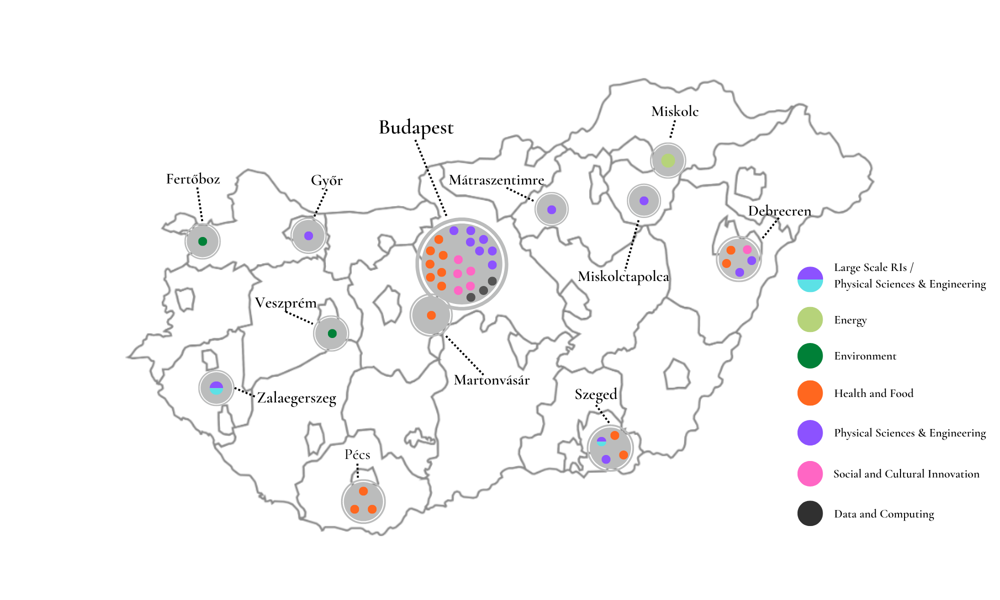 Miskolc
Budapest
Fertőboz
Győr
Mátraszentimre
Debrecren
Miskolctapolca
Veszprém
Martonvásár
Zalaegerszeg
Szeged
Pécs
Large Scale RIs /
Physical Sciences & Engineering
Energy
Environment
Health and Food
Physical Sciences & Engineering
Social and Cultural Innovation
Data and Computing